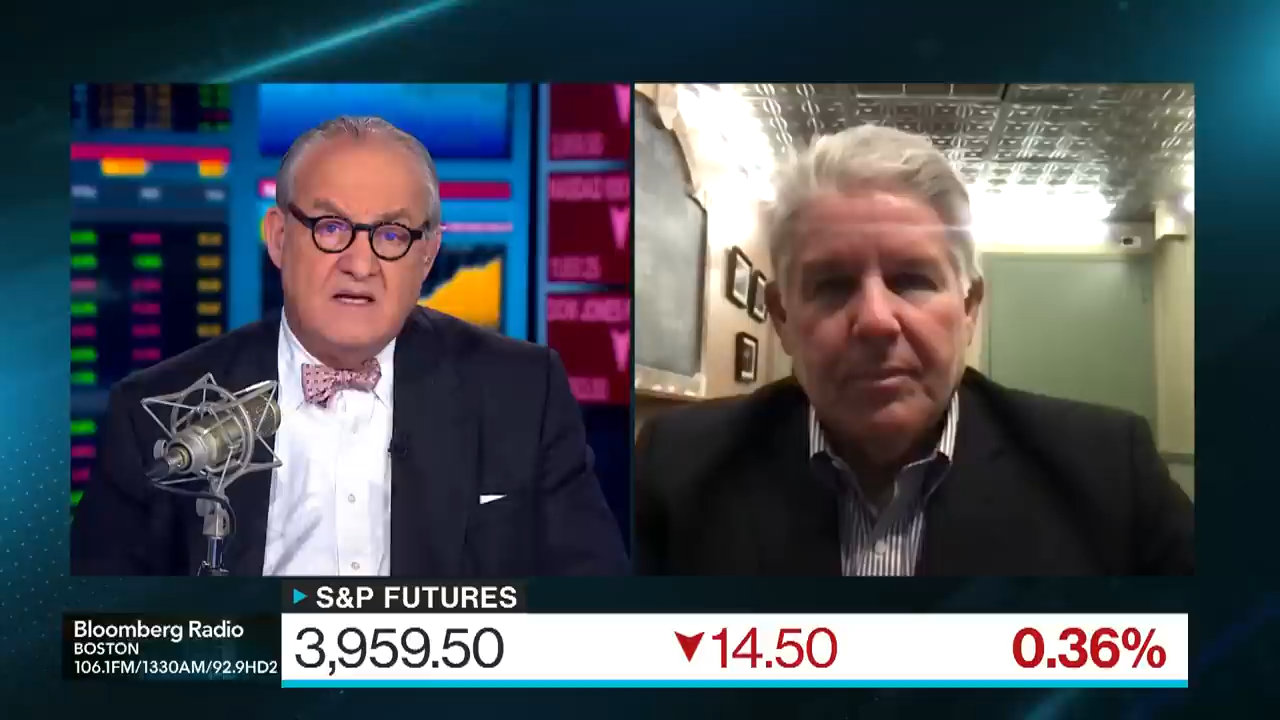 S&P FUTURES
Bloomberg Radio
BOSTON
106.1FM/1330AM/92.9HD2
3,959.50
14.50
0.36%